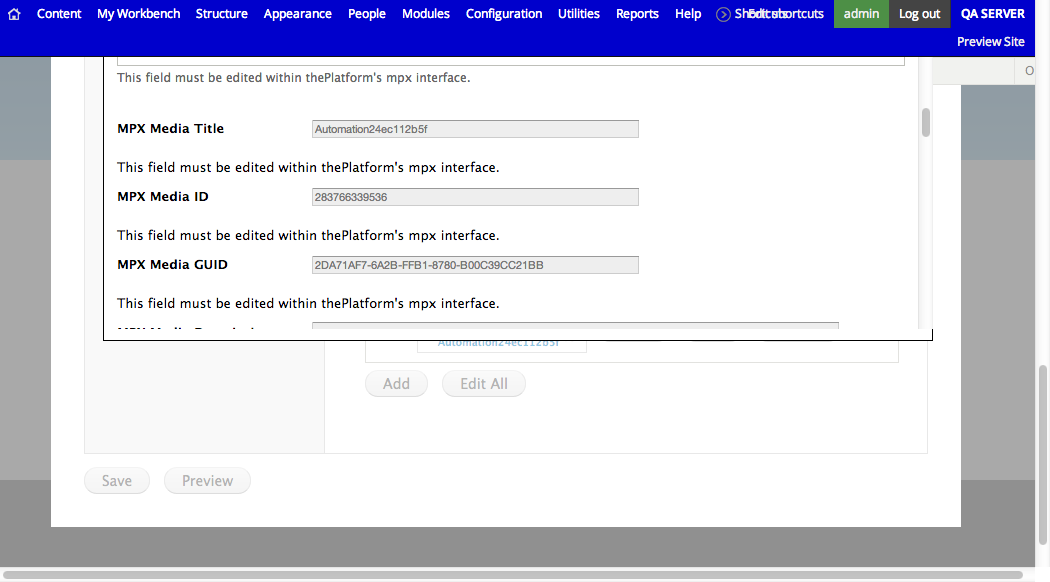 Content My Workbench Structure Appearance People Modules Configuration Utilities Reports Help admin Log out QA SERVER
Preview Site
This field must be edited within thePlatform's mpx interface.
MPX Media Title Automation24ec112b5f
This field must be edited within thePlatform's mpx interface.
MPX Media ID 283766339536
This field must be edited within thePlatform's mpx interface.
MPX Media GUID 2DA71AF7-6A2B-FFB1-8780-B00C39CC21BB
This field must be edited within thePlatform's mpx interface.
Automation24ec112b5f
Add Edit All
Save Preview